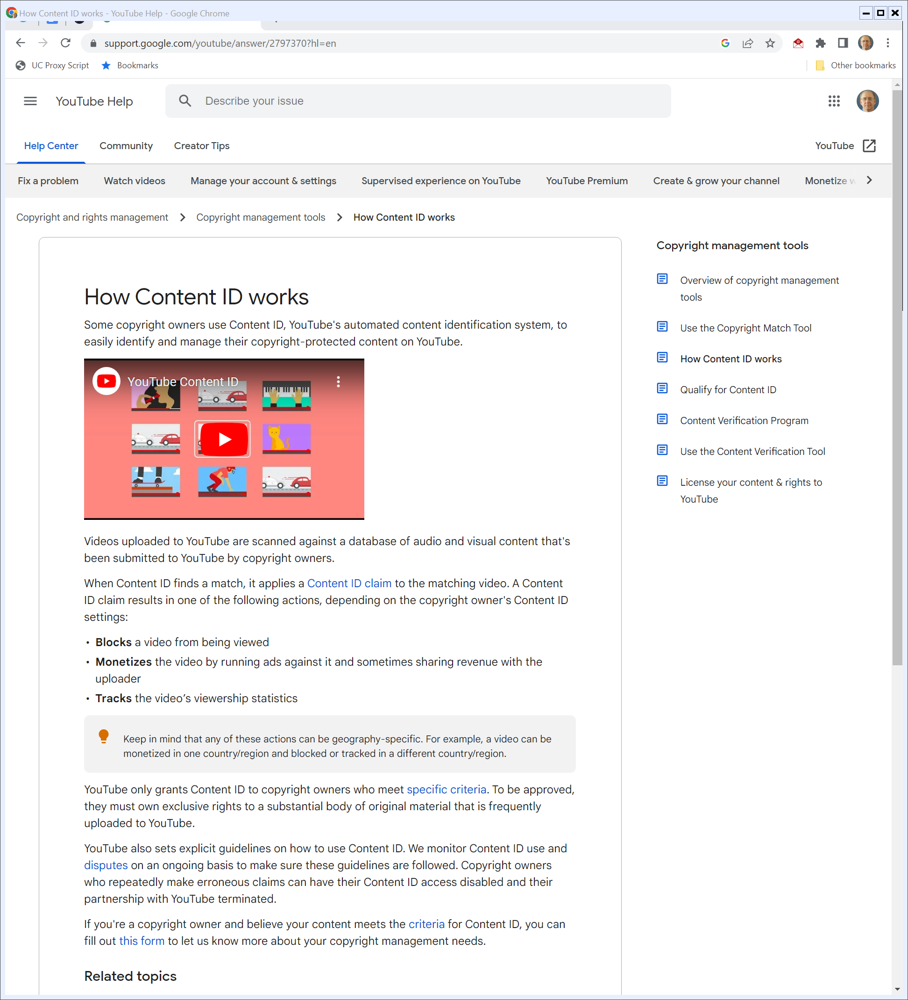 How Content ID works - YouTube Help - Google Chrome
support.google.com/youtube/answer/2797370?hl=en
UC Proxy Script
Bookmarks
Other bookmarks
YouTube Help
Describe your issue
Help Center
Community
Creator Tips
YouTube
Fix a problem
Watch videos
Manage your account & settings
Supervised experience on YouTube
YouTube Premium
Create & grow your channel
Monetize w
Copyright and rights management
Copyright management tools
How Content ID works
How Content ID works
Some copyright owners use Content ID, YouTube's automated content identification system, to
easily identify and manage their copyright-protected content on YouTube.
YouTube Content ID
Videos uploaded to YouTube are scanned against a database of audio and visual content that's
been submitted to YouTube by copyright owners.
When Content ID finds a match, it applies a Content ID claim to the matching video. A Content
ID claim results in one of the following actions, depending on the copyright owner's Content ID
settings:
• Blocks a video from being viewed
• Monetizes the video by running ads against it and sometimes sharing revenue with the
uploader
• Tracks the video’s viewership statistics
Keep in mind that any of these actions can be geography-specific. For example, a video can be
monetized in one country/region and blocked or tracked in a different country/region.
YouTube only grants Content ID to copyright owners who meet specific criteria. To be approved,
they must own exclusive rights to a substantial body of original material that is frequently
uploaded to YouTube.
YouTube also sets explicit guidelines on how to use Content ID. We monitor Content ID use and
disputes on an ongoing basis to make sure these guidelines are followed. Copyright owners
who repeatedly make erroneous claims can have their Content ID access disabled and their
partnership with YouTube terminated.
If you're a copyright owner and believe your content meets the criteria for Content ID, you can
fill out this form to let us know more about your copyright management needs.
Related topics
Copyright management tools
Overview of copyright management
tools
Use the Copyright Match Tool
How Content ID works
Qualify for Content ID
Content Verification Program
Use the Content Verification Tool
License your content & rights to
YouTube